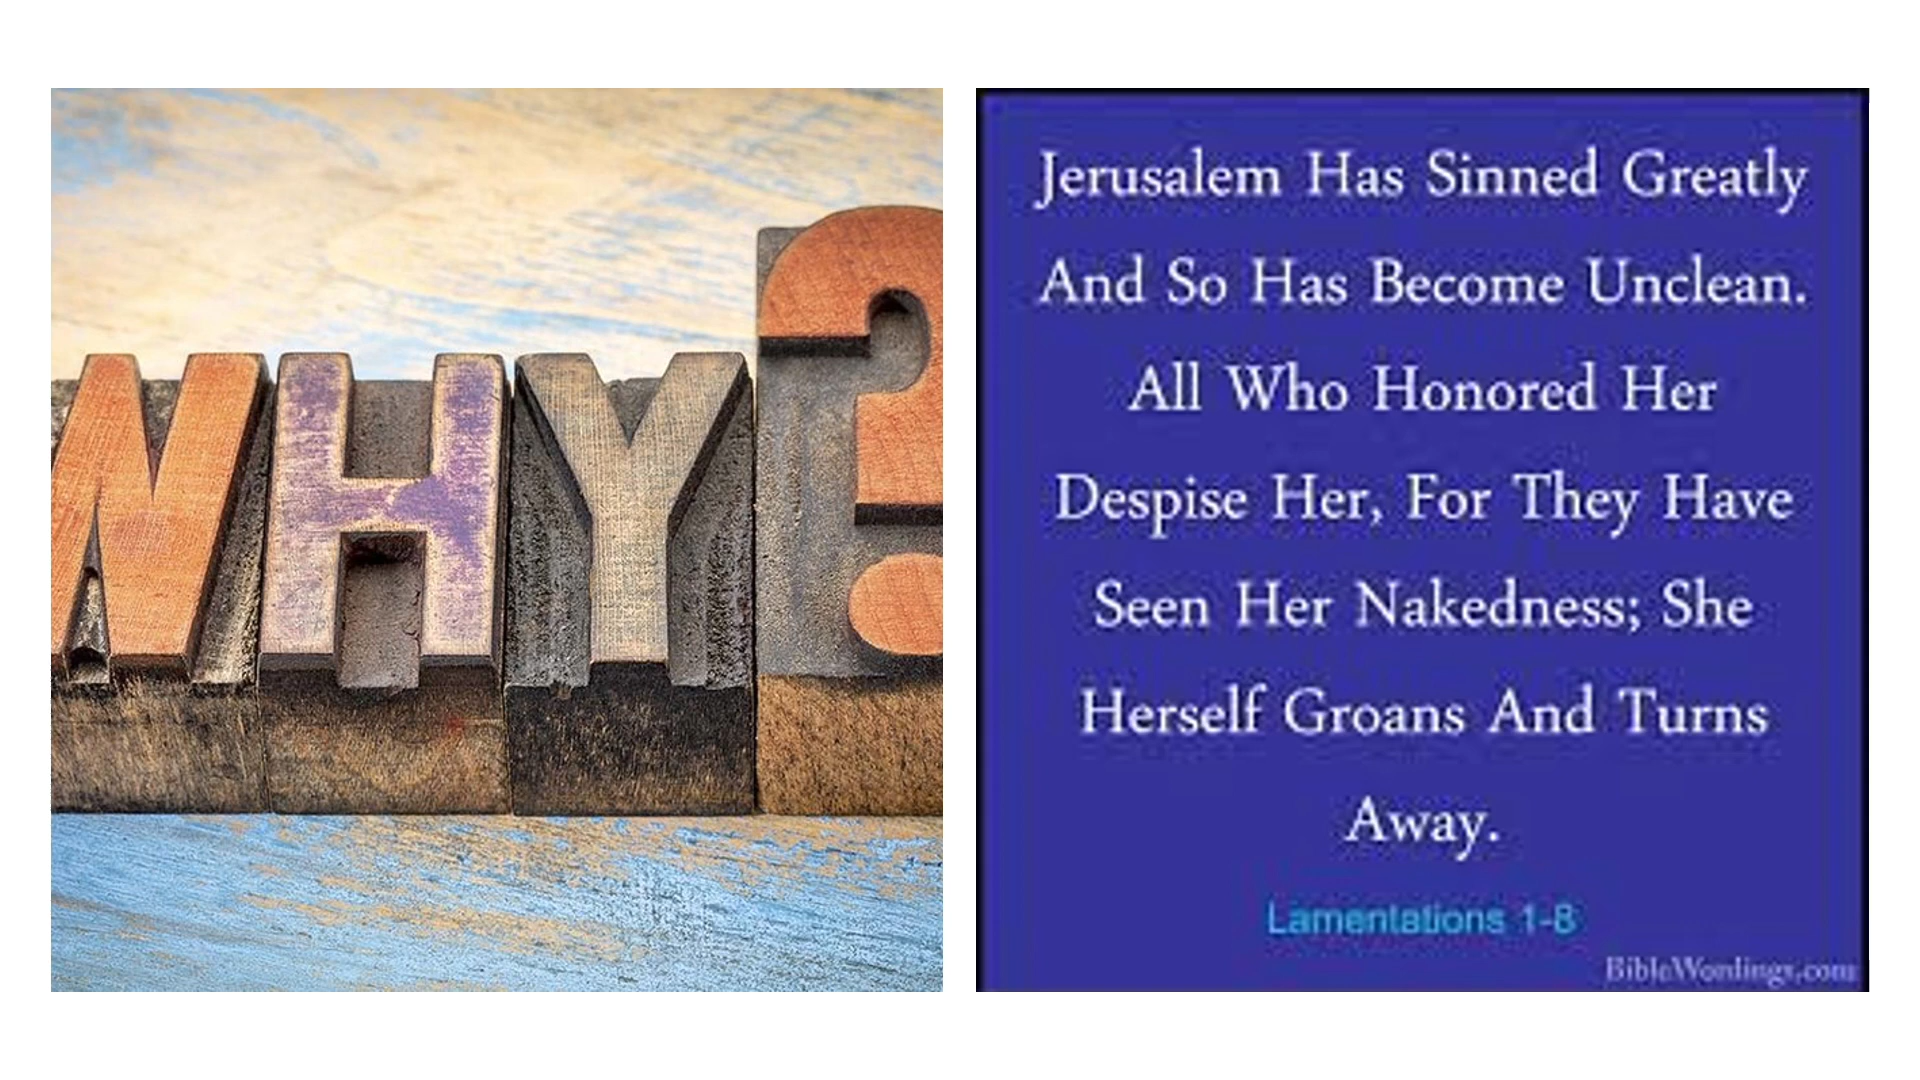 WHY?
Jerusalem Has Sinned Greatly
And So Has Become Unclean.
All Who Honored Her
Despise Her, For They Have
Seen Her Nakedness; She
Herself Groans And Turns
Away.
Lamentations 1-8
BibleWordings.com